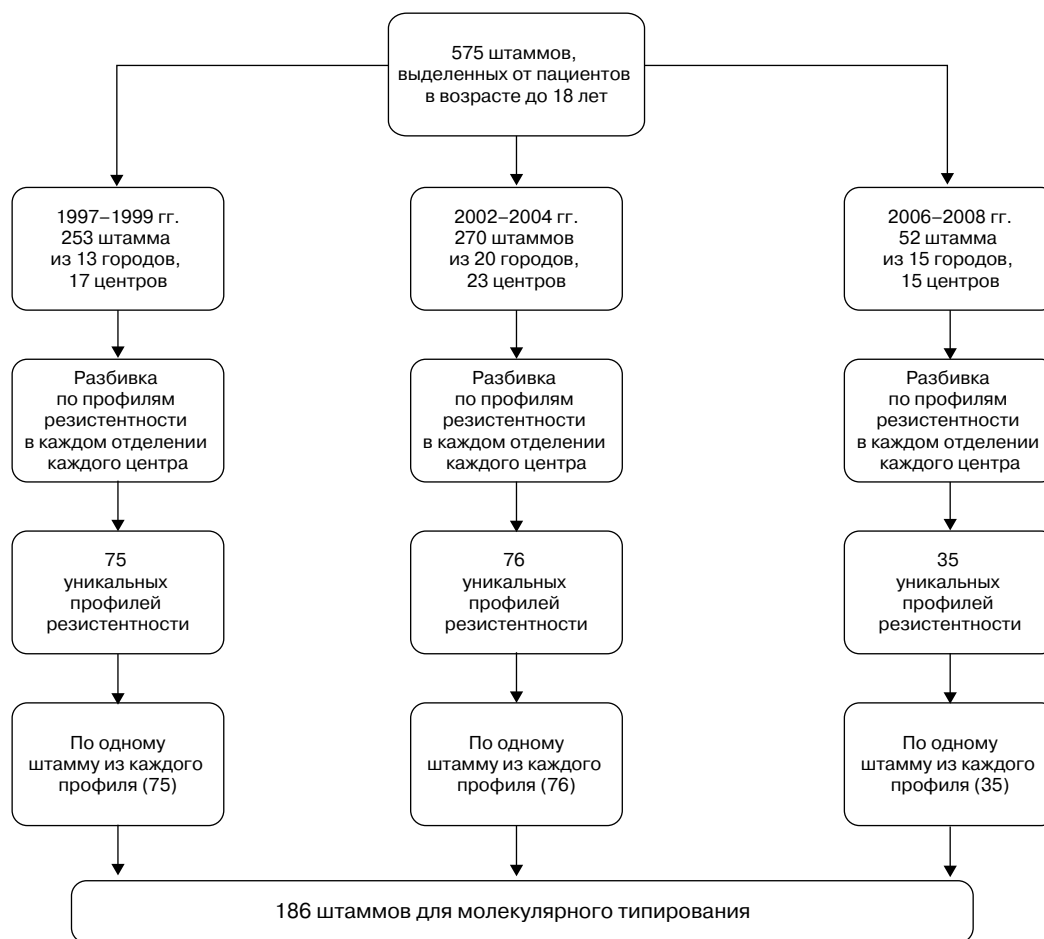 575 штаммов,
выделенных от пациентов
в возрасте до 18 лет
1997–1999 гг.
253 штамма
из 13 городов,
17 центров
2002–2004 гг.
270 штаммов
из 20 городов,
23 центров
2006–2008 гг.
52 штамма
из 15 городов,
15 центров
Разбивка
по профилям
резистентности
в каждом отделении
каждого центра
Разбивка
по профилям
резистентности
в каждом отделении
каждого центра
Разбивка
по профилям
резистентности
в каждом отделении
каждого центра
75
уникальных
профилей
резистентности
76
уникальных
профилей
резистентности
35
уникальных
профилей
резистентности
По одному
штамму из каждого
профиля (75)
По одному
штамму из каждого
профиля (76)
По одному
штамму из каждого
профиля (35)
186 штаммов для молекулярного типирования